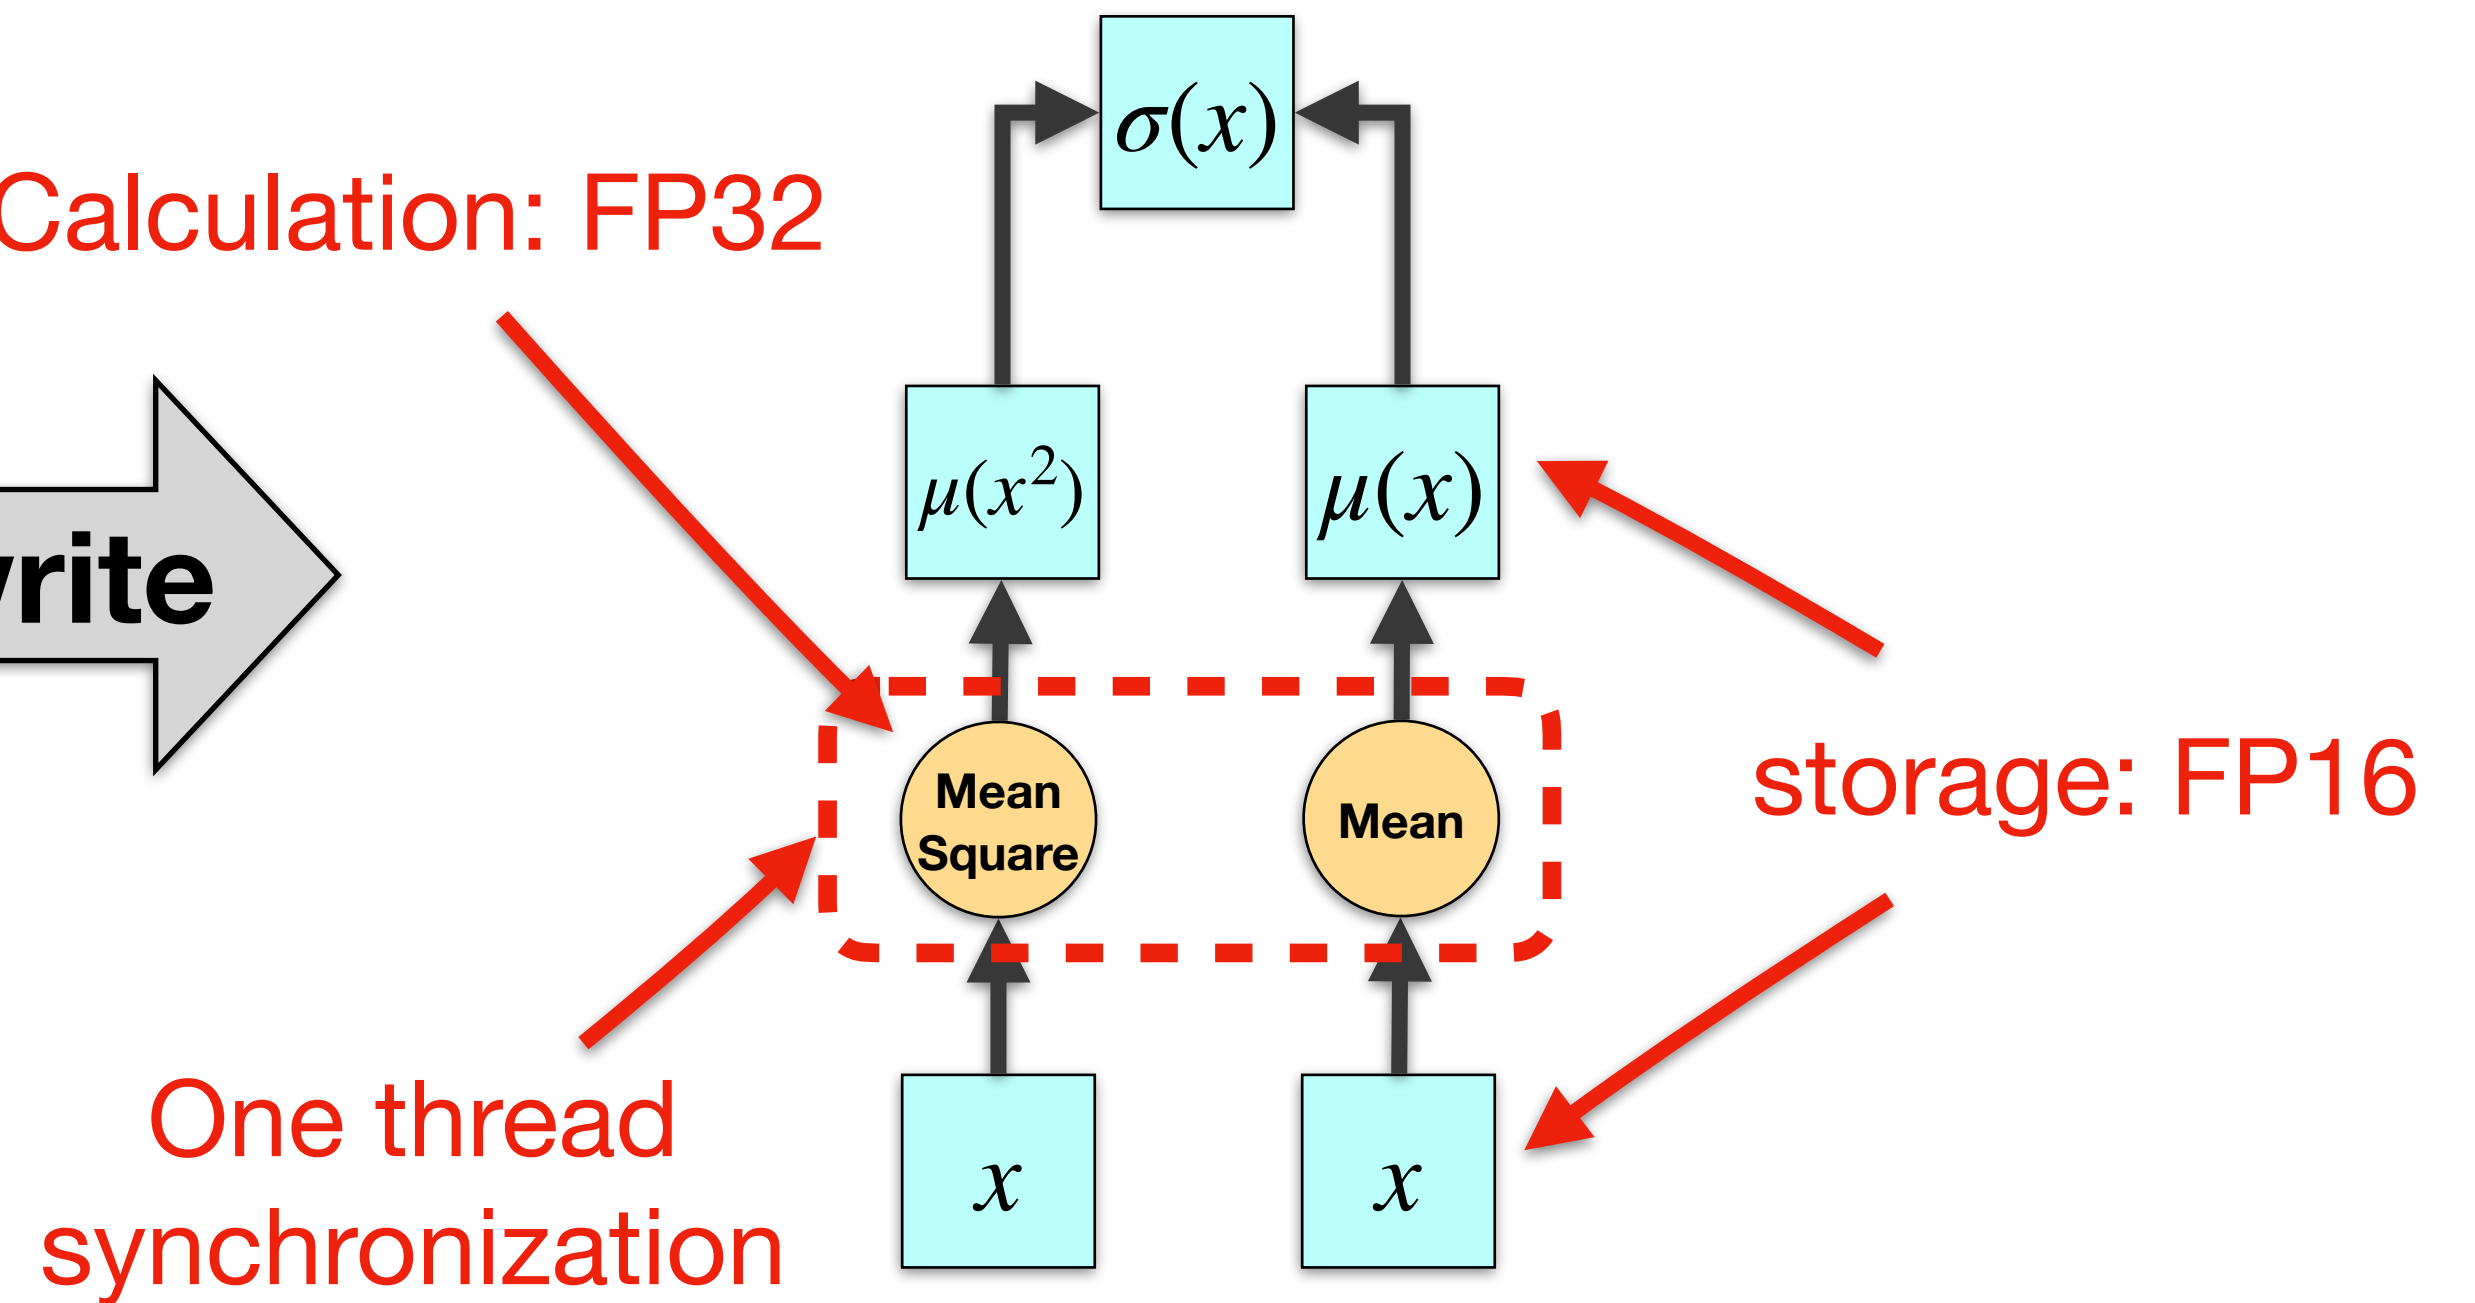 σ(x)
Calculation: FP32
μ(x²)
μ(x)
rite
Mean
Square
Mean
storage: FP16
One thread
synchronization
x
x